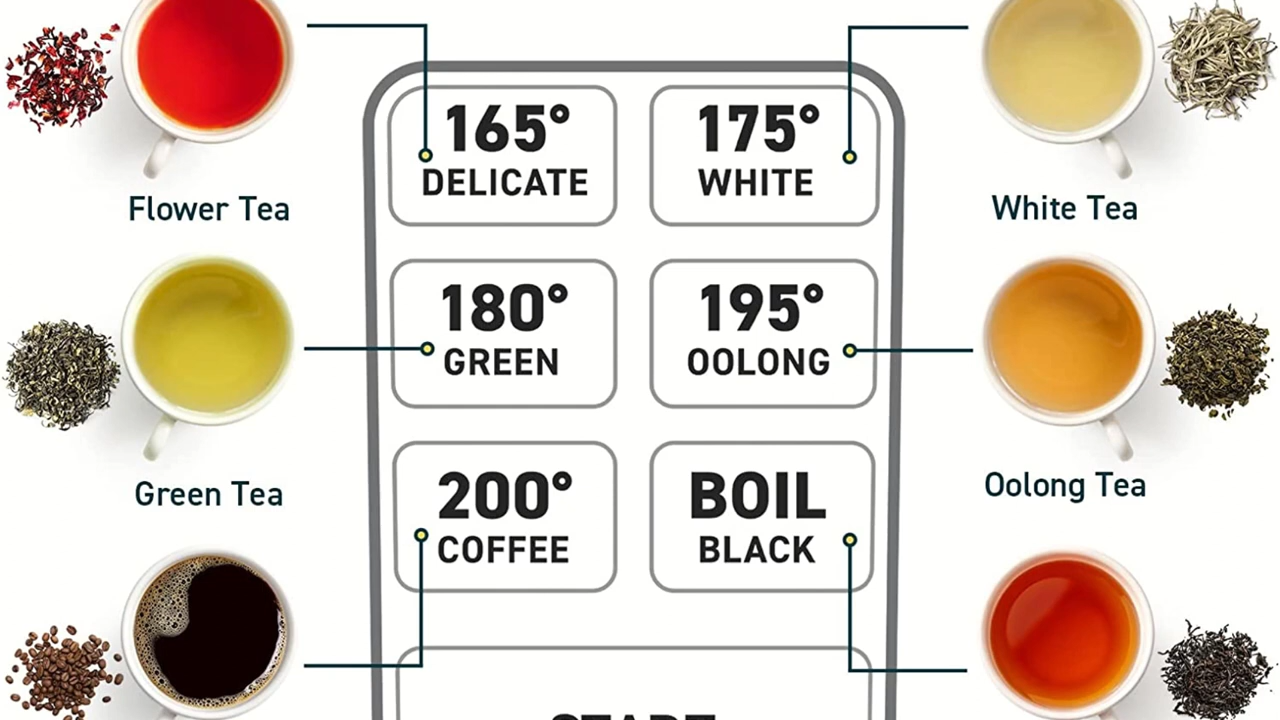 165°
DELICATE
175°
WHITE
Flower Tea
White Tea
180°
GREEN
195°
OOLONG
Green Tea
Oolong Tea
200°
COFFEE
BOIL
BLACK
START